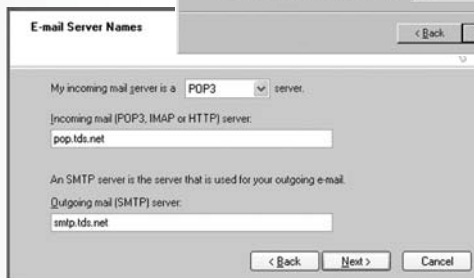 E-mail Server Names
< Back
My incoming mail server is a POP3 server.
Incoming mail (POP3, IMAP or HTTP) server:
pop.tds.net
An SMTP server is the server that is used for your outgoing e-mail.
Outgoing mail (SMTP) server:
smtp.tds.net
< Back Next > Cancel